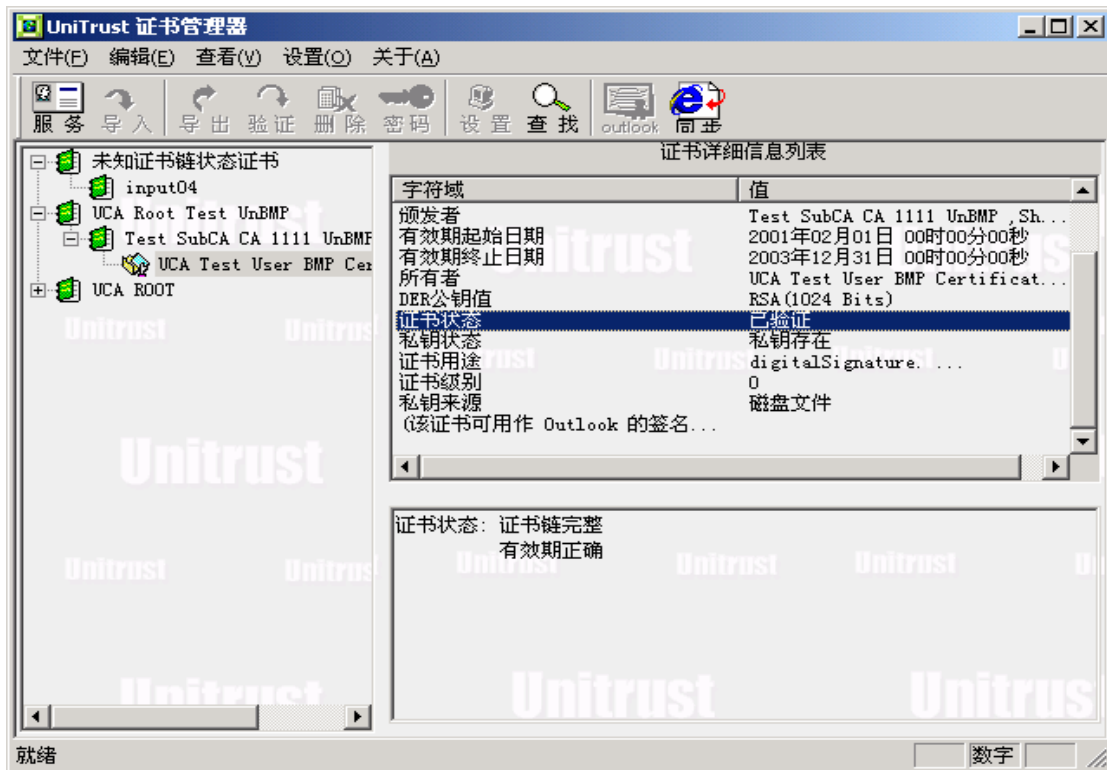 UniTrust 证书管理器
文件(F) 编辑(E) 查看(V) 设置(O) 关于(A)
服务 导入 导出 验证 删除 密码 设置 查找 outlook 同步
未知证书链状态证书
input04
UCA Root Test UnBMP
Test SubCA CA 1111 UnBMP
UCA Test User BMP Cer
UCA ROOT
证书详细信息列表
字符域 值
颁发者 Test SubCA CA 1111 UnBMP ,Sh...
有效期起始日期 2001年02月01日 00时00分00秒
有效期终止日期 2003年12月31日 00时00分00秒
所有者 UCA Test User BMP Certificat...
DER公钥值 RSA(1024 Bits)
证书状态 已验证
私钥状态 私钥存在
证书用途 digitalSignature. ...
证书级别 0
私钥来源 磁盘文件
(该证书可用作 Outlook 的签名...
证书状态: 证书链完整
有效期正确
Unitrust
就绪 数字